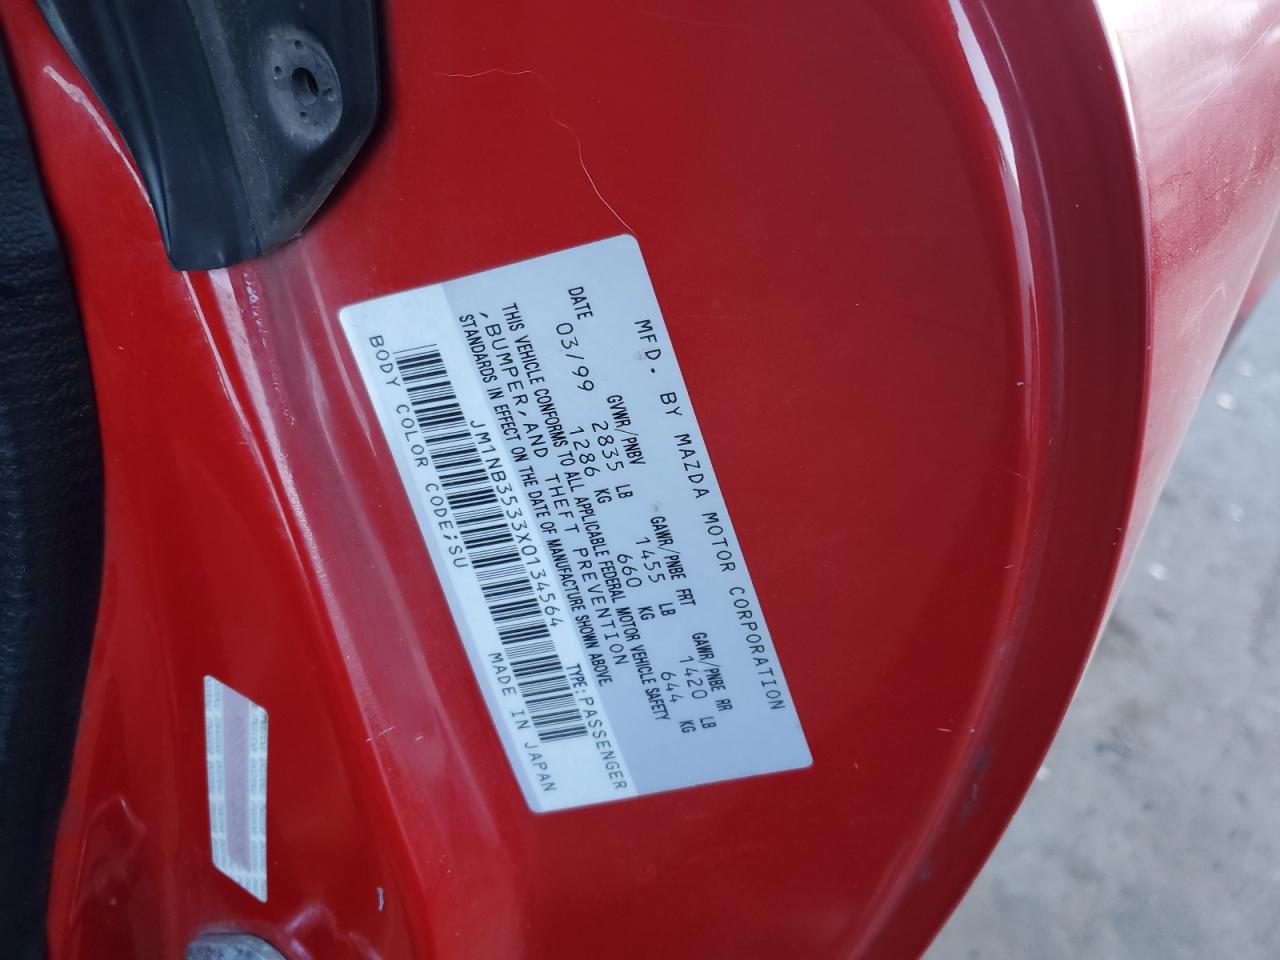 MFD. BY MAZDA MOTOR CORPORATION
DATE GVWR/PNBV GAWR/PNBE FRT GAWR/PNBE RR
03/99 2835 LB 1455 LB 1420 LB
1286 KG 660 KG 644 KG
THIS VEHICLE CONFORMS TO ALL APPLICABLE FEDERAL MOTOR VEHICLE SAFETY
,BUMPER,AND THEFT PREVENTION
STANDARDS IN EFFECT ON THE DATE OF MANUFACTURE SHOWN ABOVE.
JM1NB3533X0134564 TYPE:PASSENGER
BODY COLOR CODE;SU MADE IN JAPAN